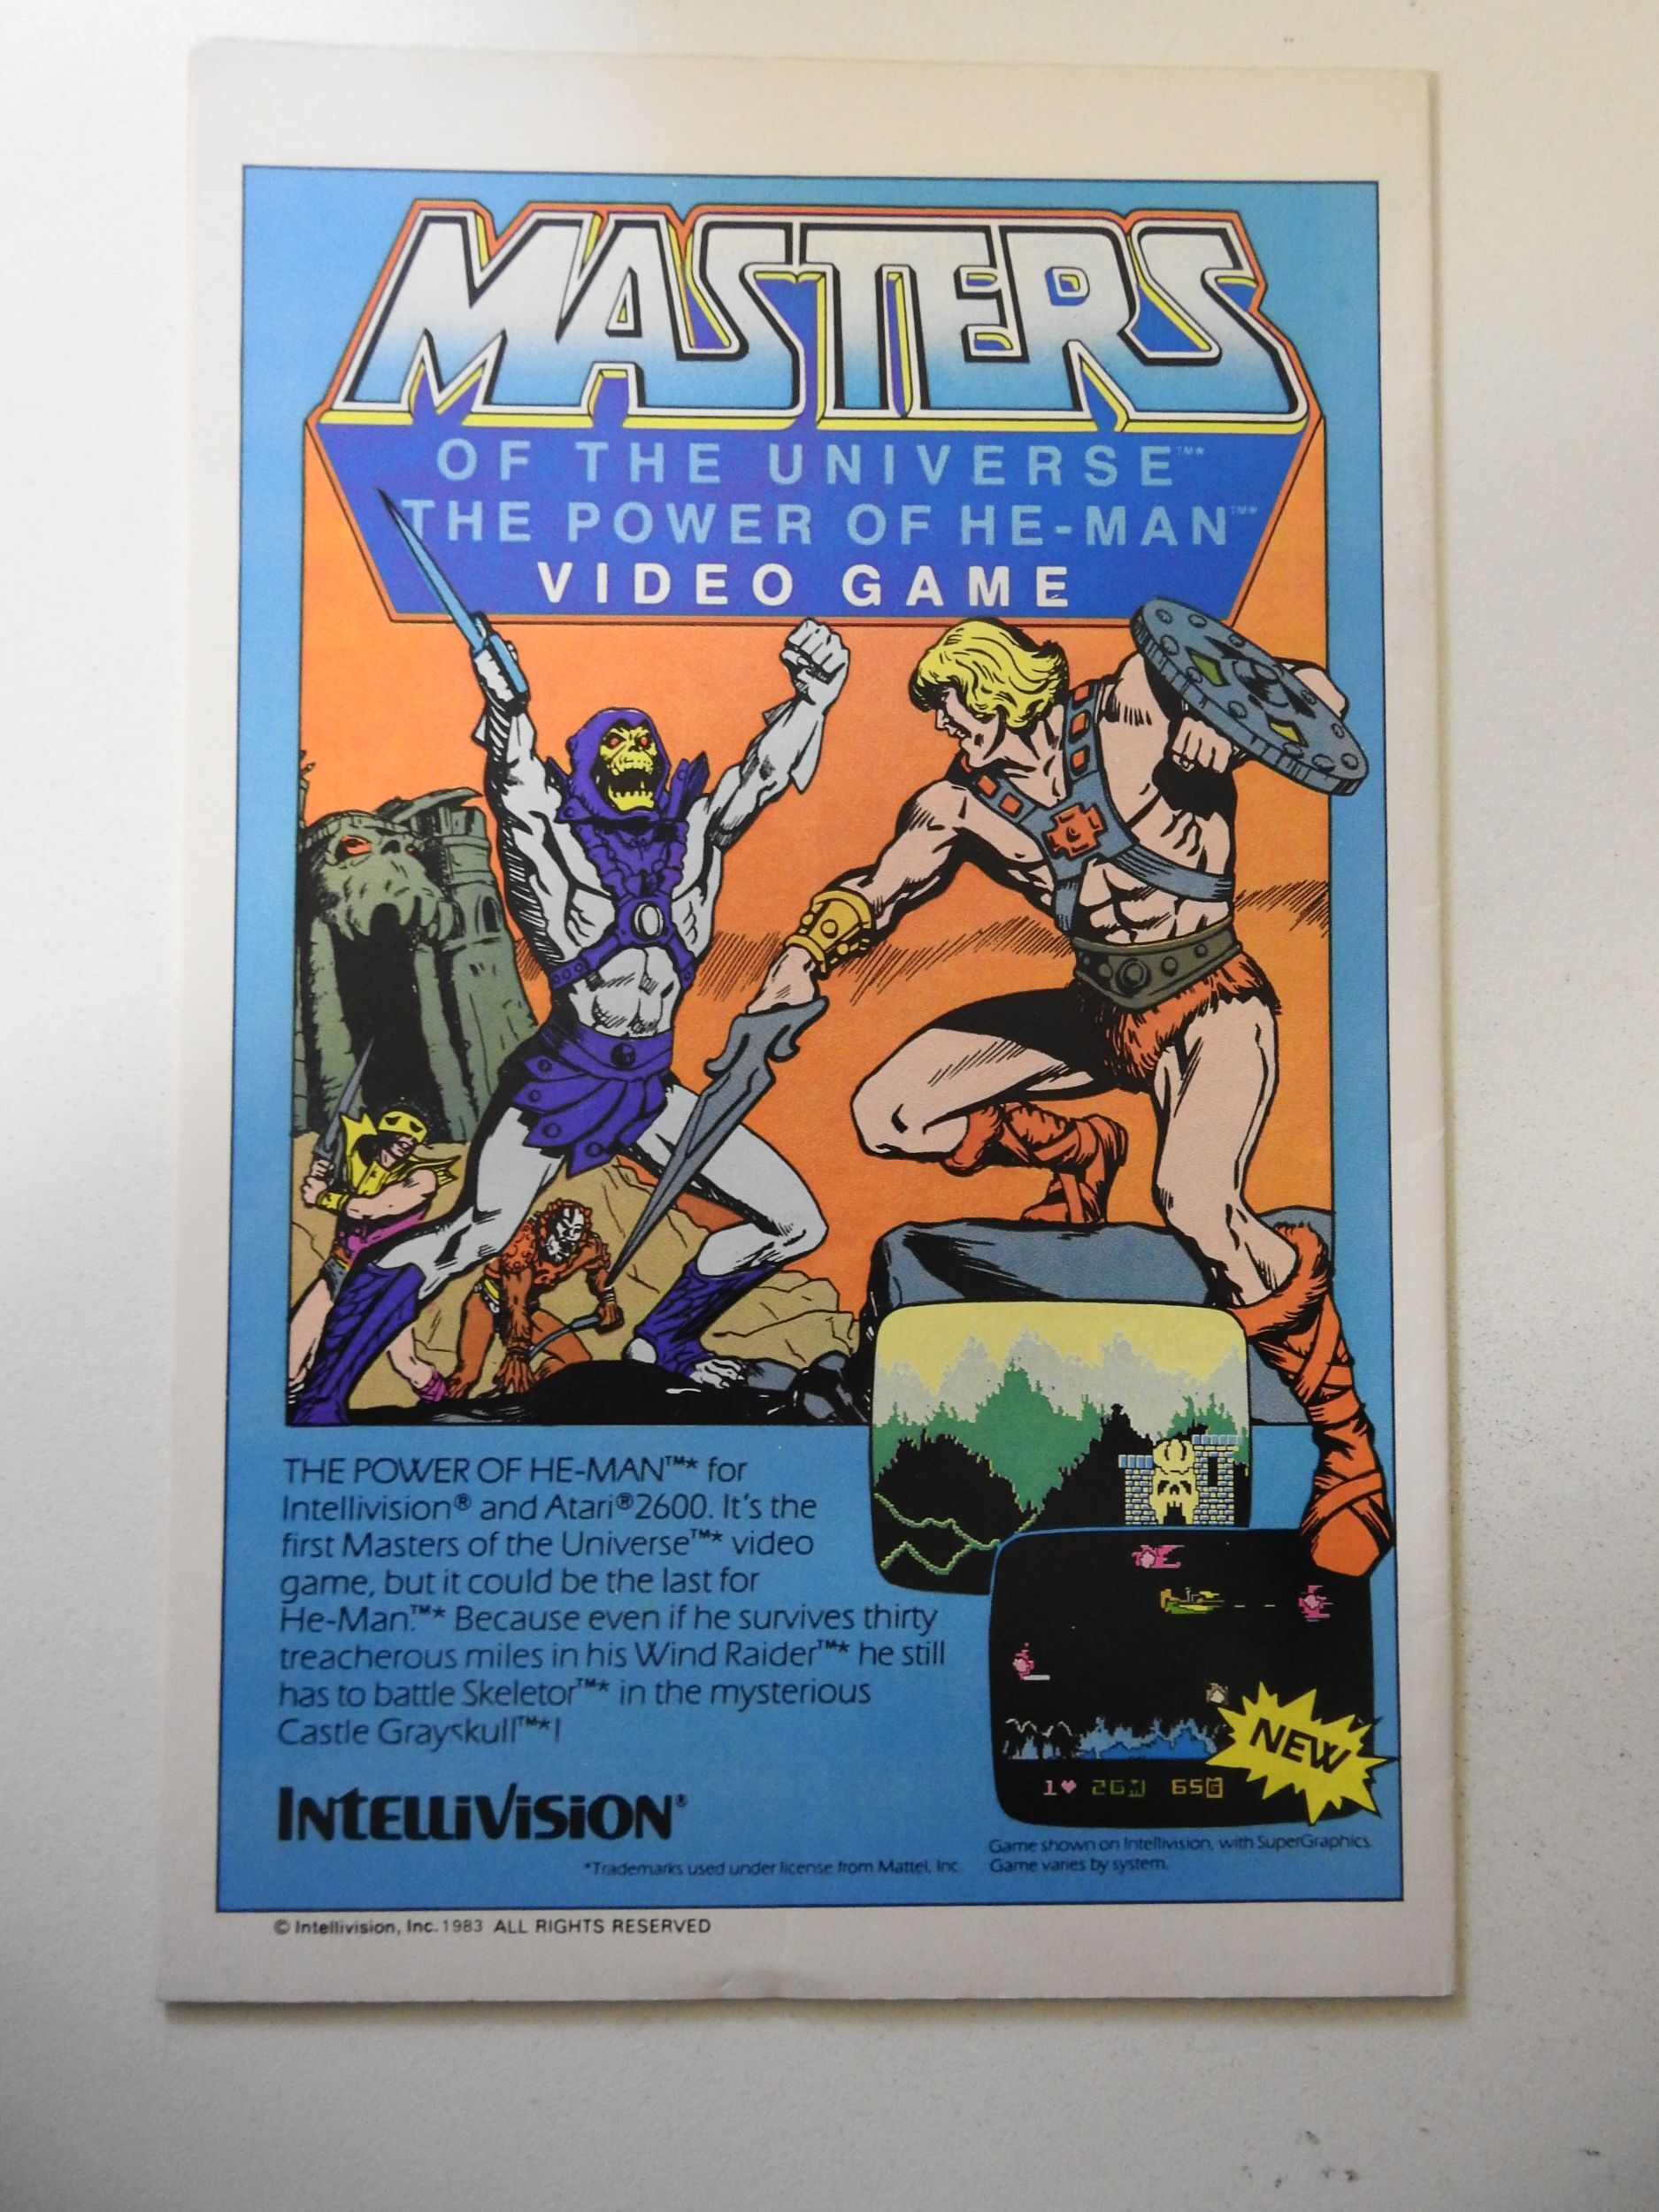 MASTERS
OF THE UNIVERSE™*
THE POWER OF HE-MAN™*
VIDEO GAME
THE POWER OF HE-MAN™* for
Intellivision® and Atari® 2600. It's the
first Masters of the Universe™* video
game, but it could be the last for
He-Man.™* Because even if he survives thirty
treacherous miles in his Wind Raider™* he still
has to battle Skeletor™* in the mysterious
Castle Grayskull™*!
1♥ 26M 65G
NEW
INTELLIVISION®
Game shown on Intellivision, with SuperGraphics.
Game varies by system.
*Trademarks used under license from Mattel, Inc.
© Intellivision, Inc. 1983 ALL RIGHTS RESERVED